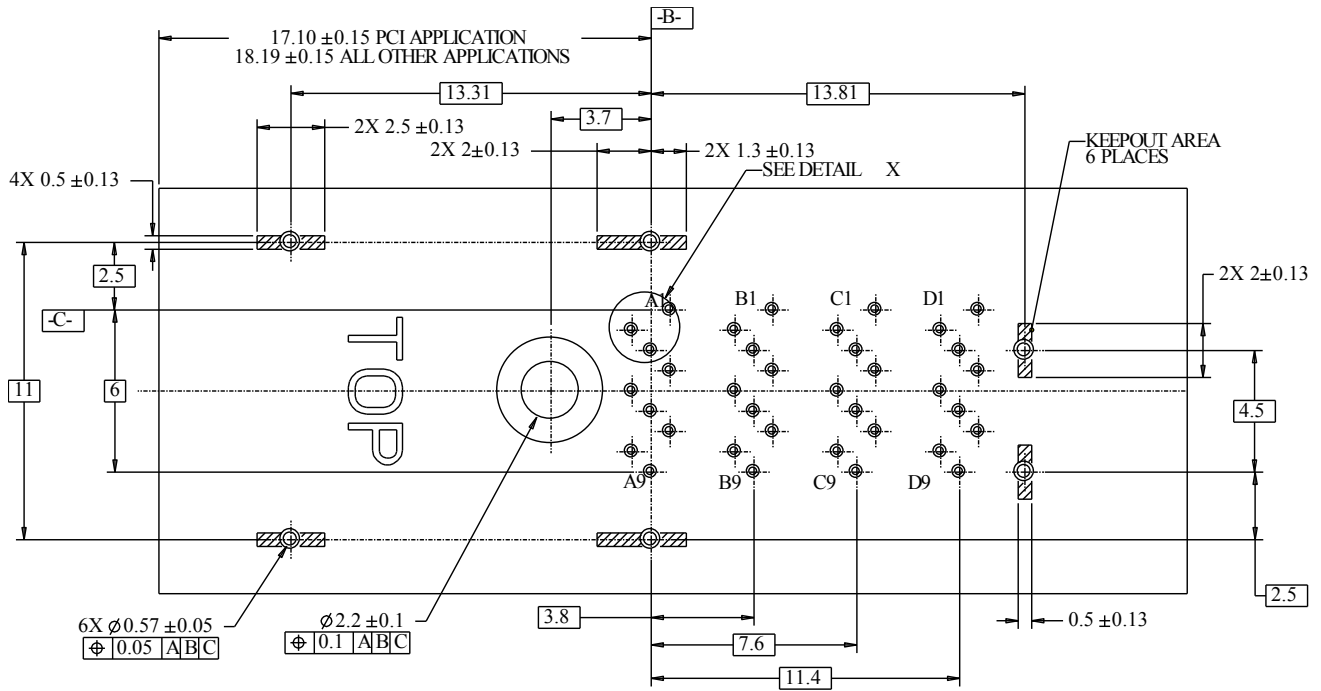 -B-
17.10 ±0.15 PCI APPLICATION
18.19 ±0.15 ALL OTHER APPLICATIONS
13.31
13.81
3.7
2X 2.5 ±0.13
2X 2±0.13
2X 1.3 ±0.13
KEEPOUT AREA
6 PLACES
SEE DETAIL X
4X 0.5 ±0.13
2.5
2X 2±0.13
A1
B1
C1
D1
-C-
TOP
11
6
4.5
A9
B9
C9
D9
2.5
3.8
6X ⌀0.57 ±0.05
⌖ 0.05 A B C
⌀2.2 ±0.1
⌖ 0.1 A B C
0.5 ±0.13
7.6
11.4